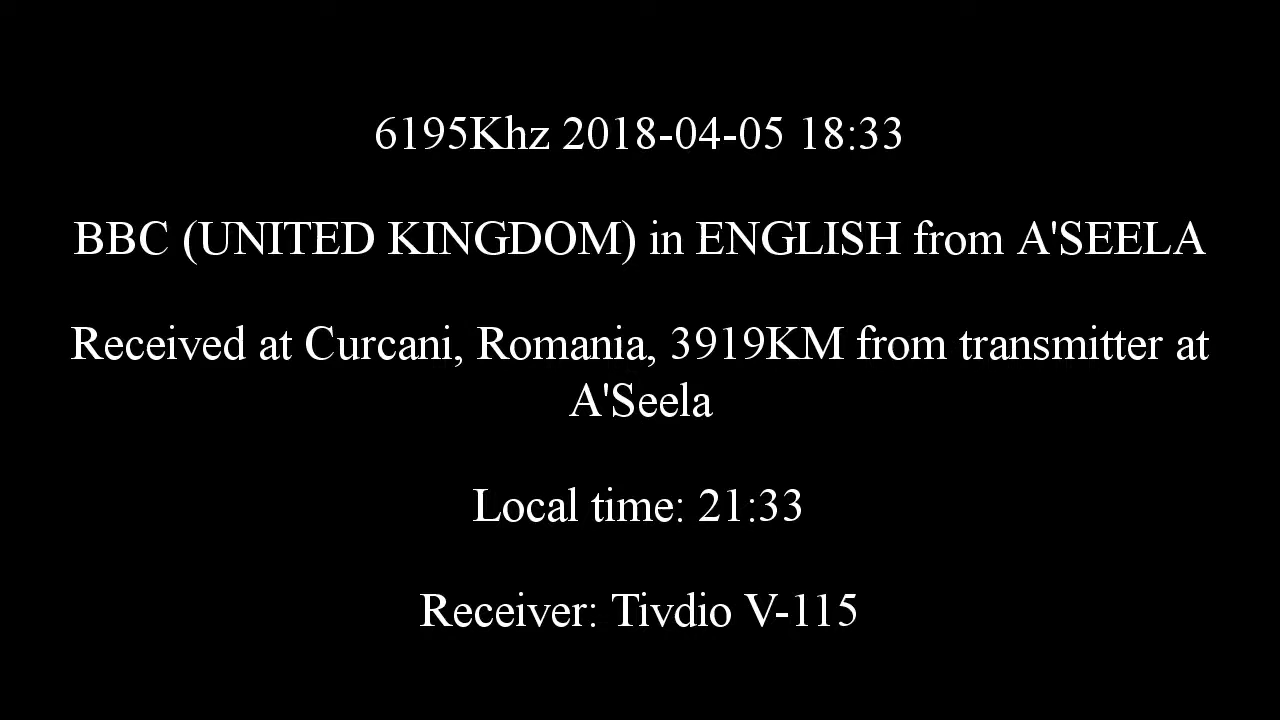 6195Khz 2018-04-05 18:33
BBC (UNITED KINGDOM) in ENGLISH from A'SEELA
Received at Curcani, Romania, 3919KM from transmitter at
A'Seela
Local time: 21:33
Receiver: Tivdio V-115